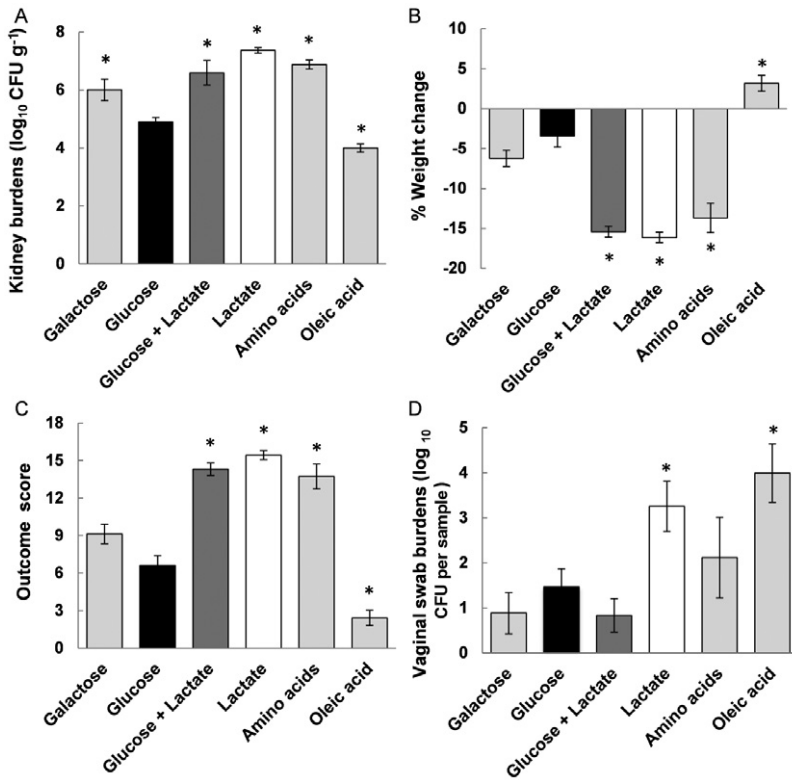 A
Kidney burdens (log10 CFU g-1)
8
6
4
2
0
*
*
*
*
*
Galactose
Glucose
Glucose + Lactate
Lactate
Amino acids
Oleic acid
B
% Weight change
10
5
0
-5
-10
-15
-20
*
*
*
*
Galactose
Glucose
Glucose + Lactate
Lactate
Amino acids
Oleic acid
C
Outcome score
18
15
12
9
6
3
0
*
*
*
*
Galactose
Glucose
Glucose + Lactate
Lactate
Amino acids
Oleic acid
D
Vaginal swab burdens (log 10
CFU per sample)
5
4
3
2
1
0
*
*
Galactose
Glucose
Glucose + Lactate
Lactate
Amino acids
Oleic acid